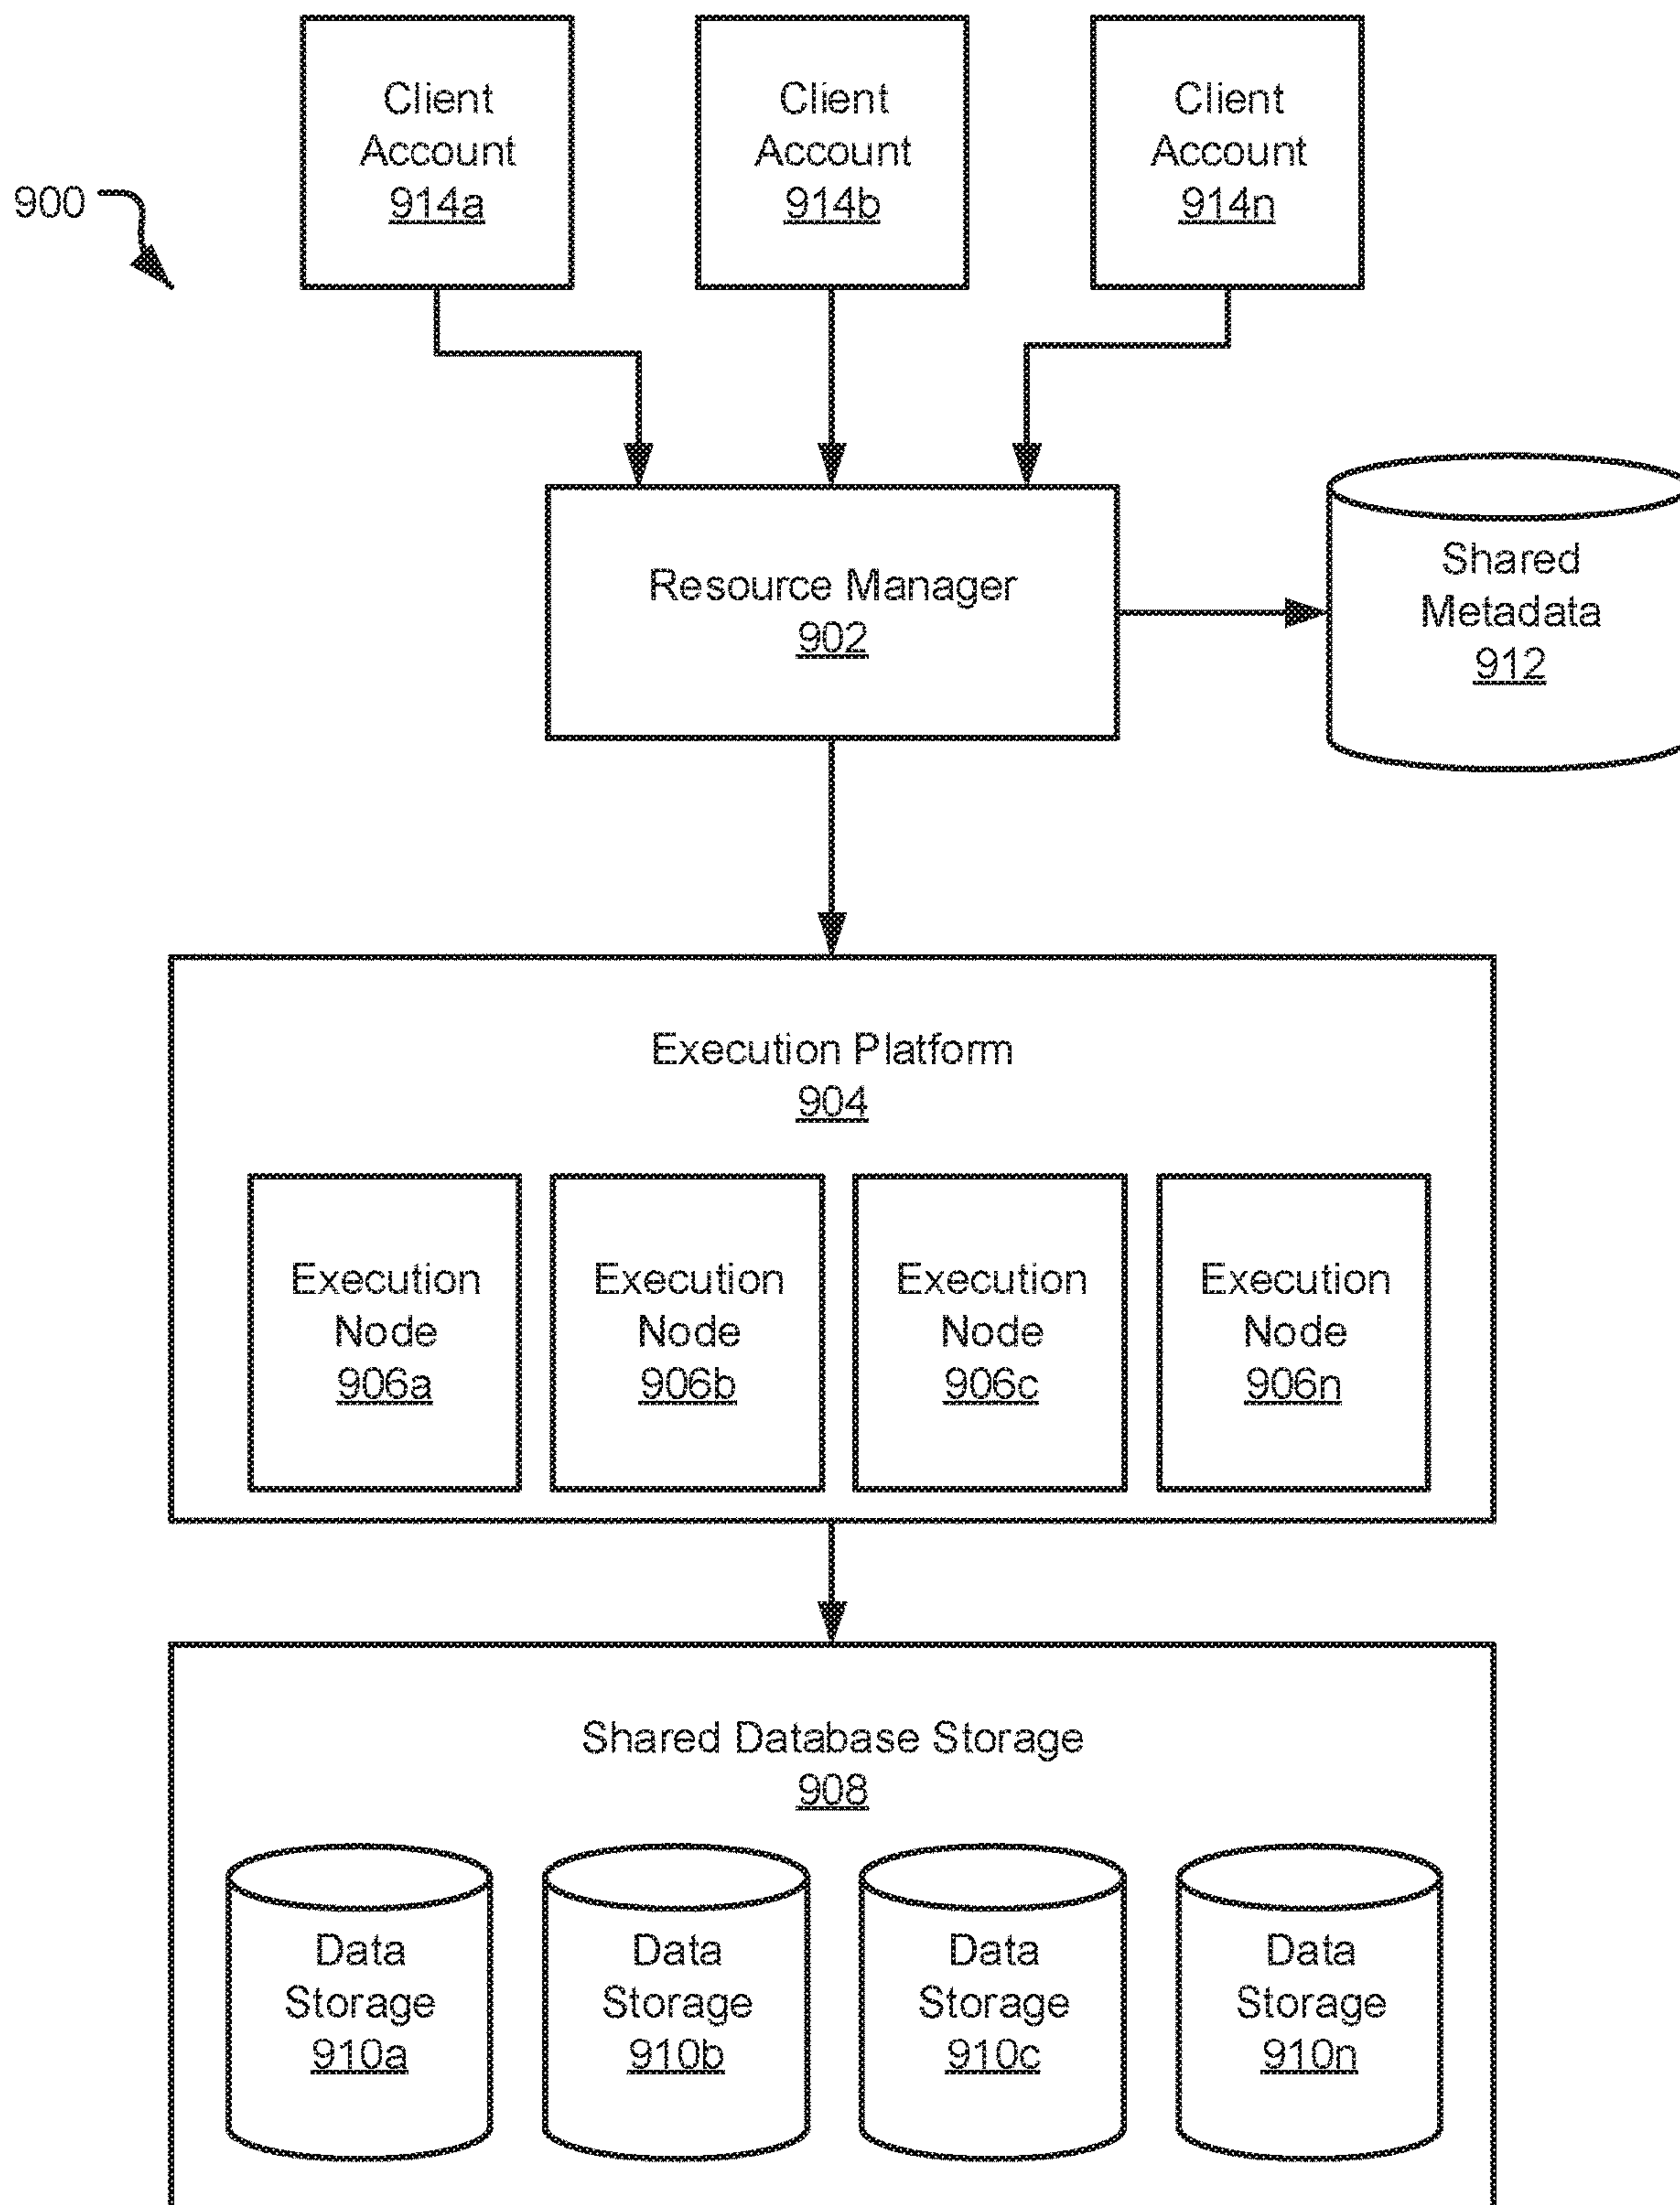 Client
Account
914a
Client
Account
914b
Client
Account
914n
900
Resource Manager
902
Shared
Metadata
912
Execution Platform
904
Execution
Node
906a
Execution
Node
906b
Execution
Node
906c
Execution
Node
906n
Shared Database Storage
908
Data
Storage
910a
Data
Storage
910b
Data
Storage
910c
Data
Storage
910n